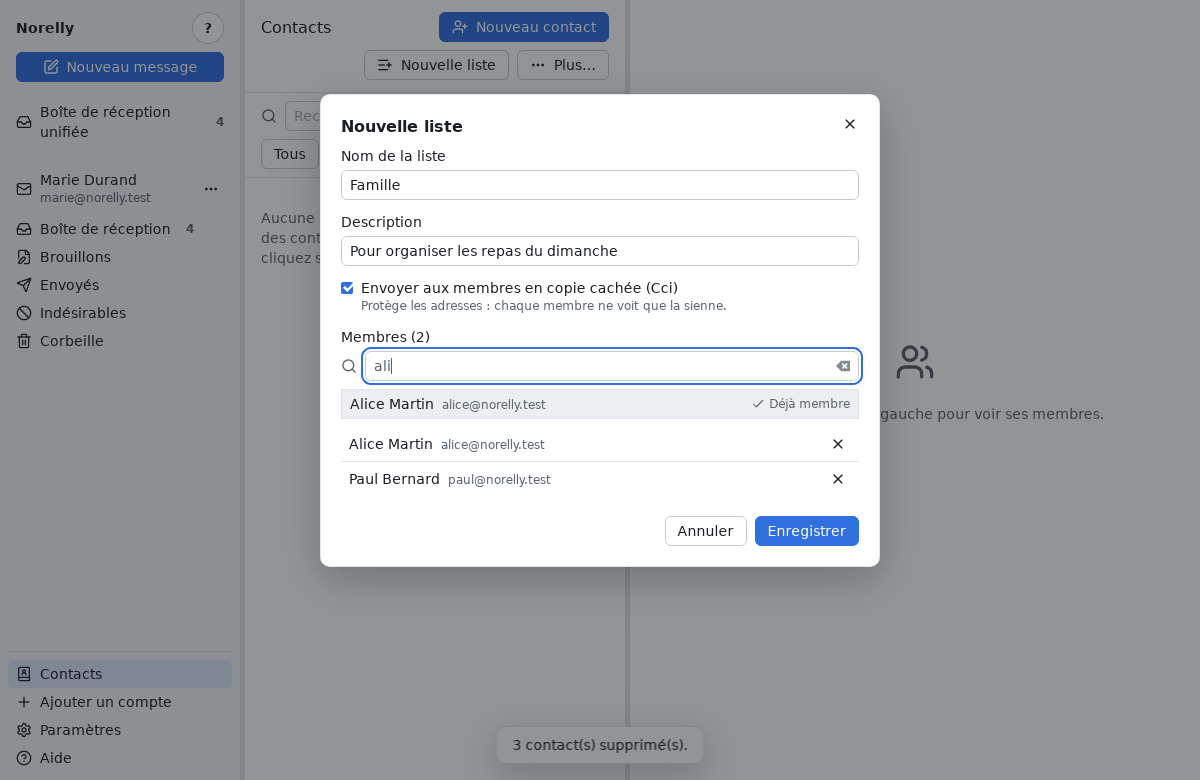 Norelly
?
Nouveau message
Boîte de réception
unifiée
4
Marie Durand
marie@norelly.test
Boîte de réception 4
Brouillons
Envoyés
Indésirables
Corbeille
Contacts
Ajouter un compte
Paramètres
Aide
Contacts
Nouveau contact
Nouvelle liste
Plus...
Rec
Tous
Aucune
des cont
cliquez s
gauche pour voir ses membres.
Nouvelle liste
Nom de la liste
Famille
Description
Pour organiser les repas du dimanche
Envoyer aux membres en copie cachée (Cci)
Protège les adresses : chaque membre ne voit que la sienne.
Membres (2)
ali
Alice Martin alice@norelly.test Déjà membre
Alice Martin alice@norelly.test
Paul Bernard paul@norelly.test
Annuler Enregistrer
3 contact(s) supprimé(s).